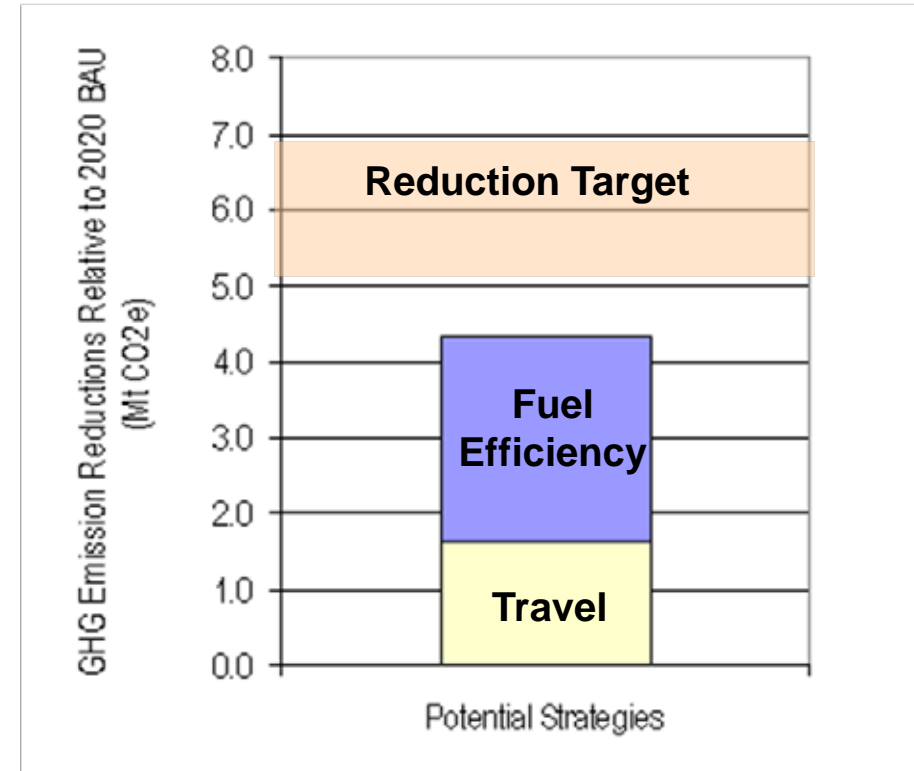 GHG Emission Reductions Relative to 2020 BAU
(Mt CO2e)
8.0
7.0
6.0
5.0
4.0
3.0
2.0
1.0
0.0
Reduction Target
Fuel
Efficiency
Travel
Potential Strategies